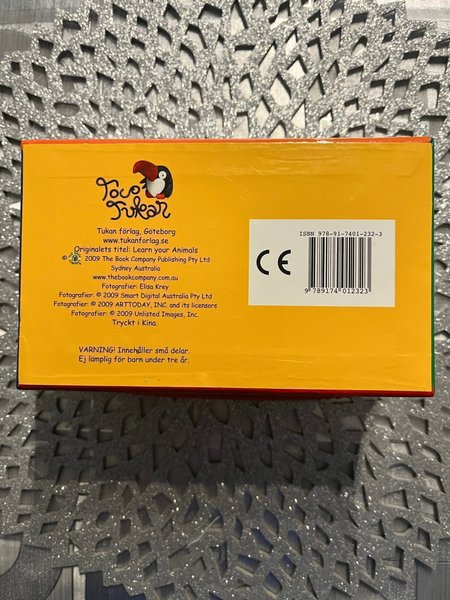 Toco
Tukan
Tukan förlag, Göteborg
www.tukanforlag.se
Originalets titel: Learn your Animals
© 2009 The Book Company Publishing Pty Ltd
Sydney Australia
www.thebookcompany.com.au
Fotografier: Elisa Krey
Fotografier: © 2009 Smart Digital Australia Pty Ltd
Fotografier: © 2009 ARTTODAY, INC. and its licensors
Fotografier: © 2009 Unlisted Images, Inc.
Tryckt i Kina.
VARNING! Innehåller små delar.
Ej lämplig för barn under tre år.
CE
ISBN 978-91-7401-232-3
9 789174 012323